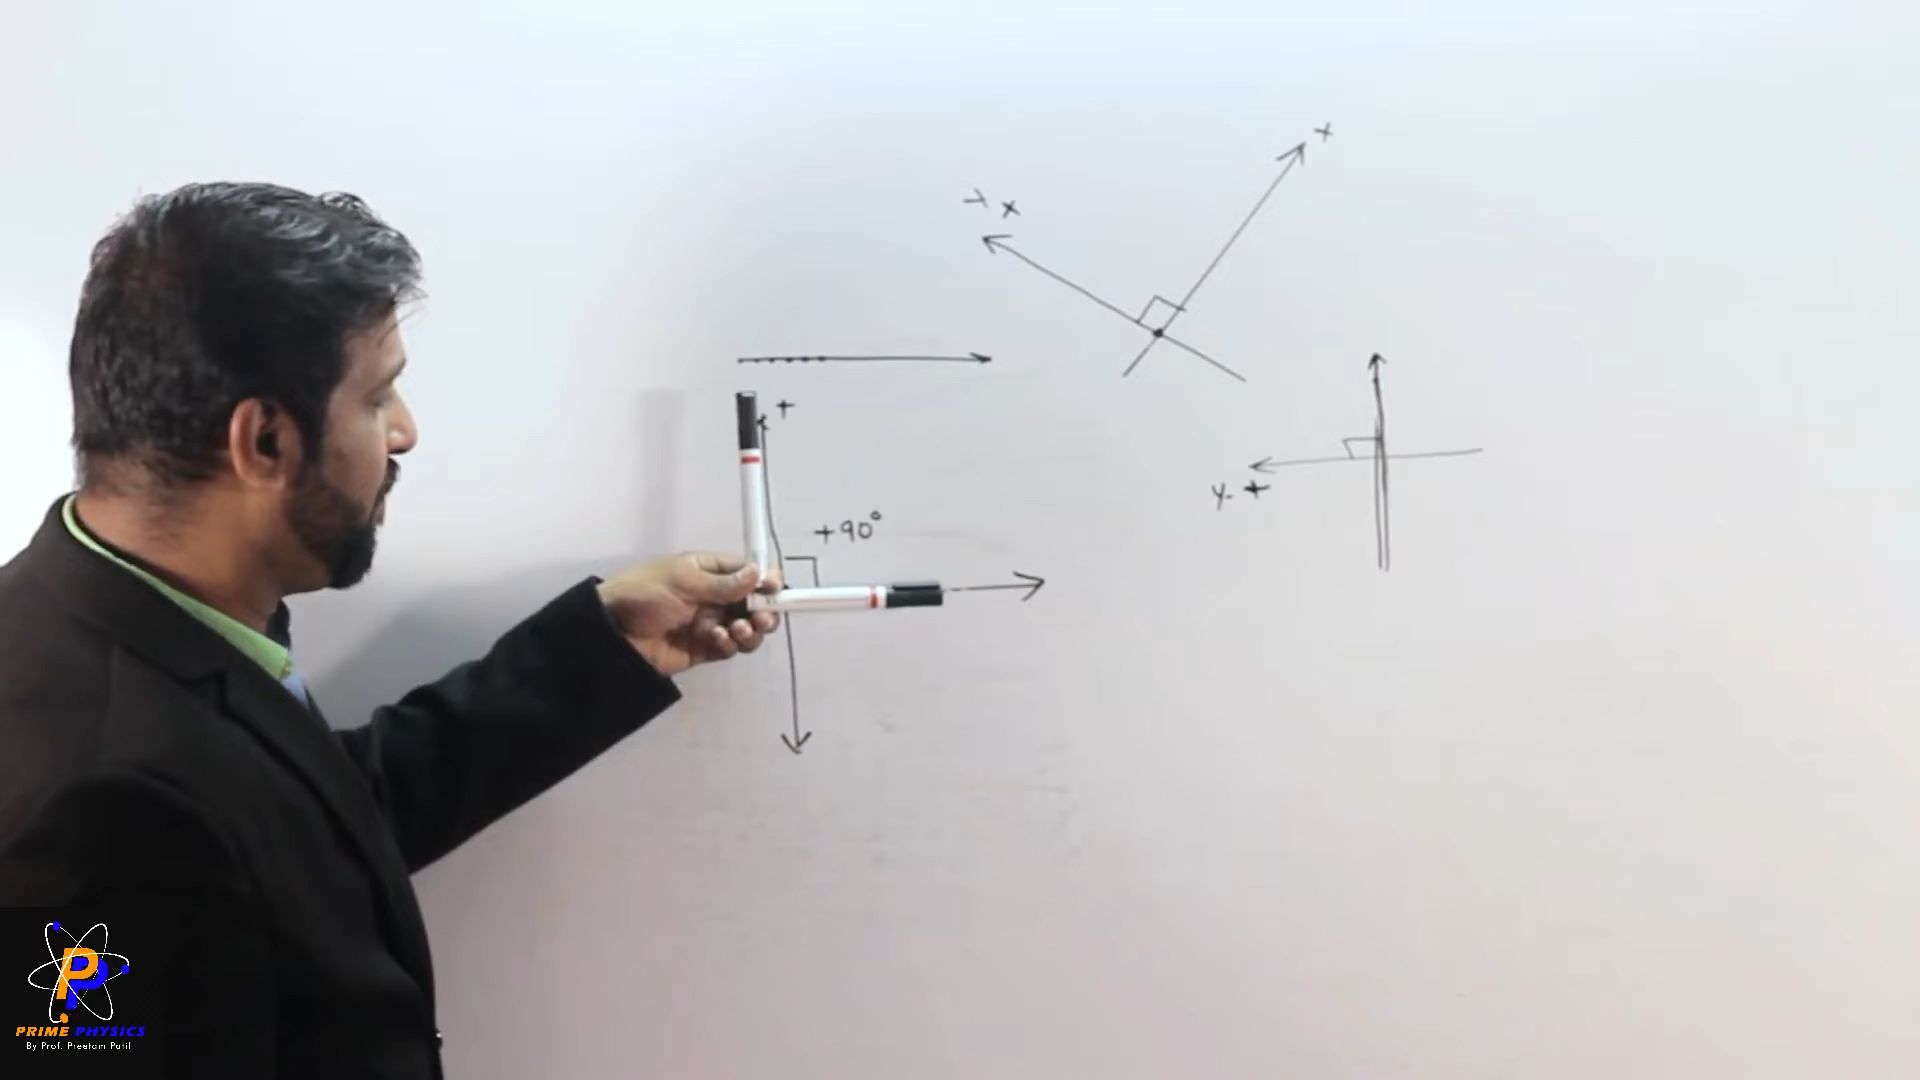 +
Y +
+
+90°
y +
PRIME PHYSICS
By Prof. Preetam Patil